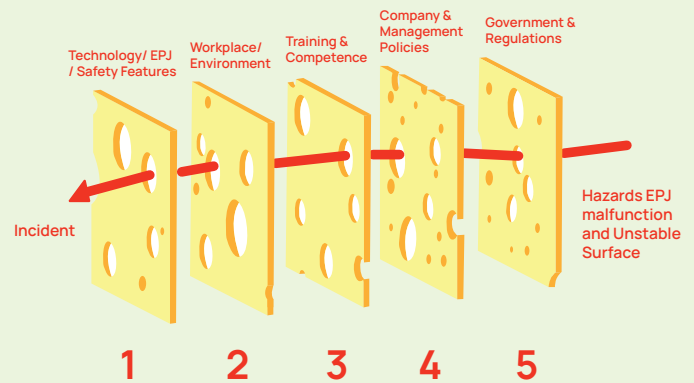 Technology/ EPJ
/ Safety Features
Workplace/
Environment
Training &
Competence
Company &
Management
Policies
Government &
Regulations
Incident
Hazards EPJ
malfunction
and Unstable
Surface
1
2
3
4
5